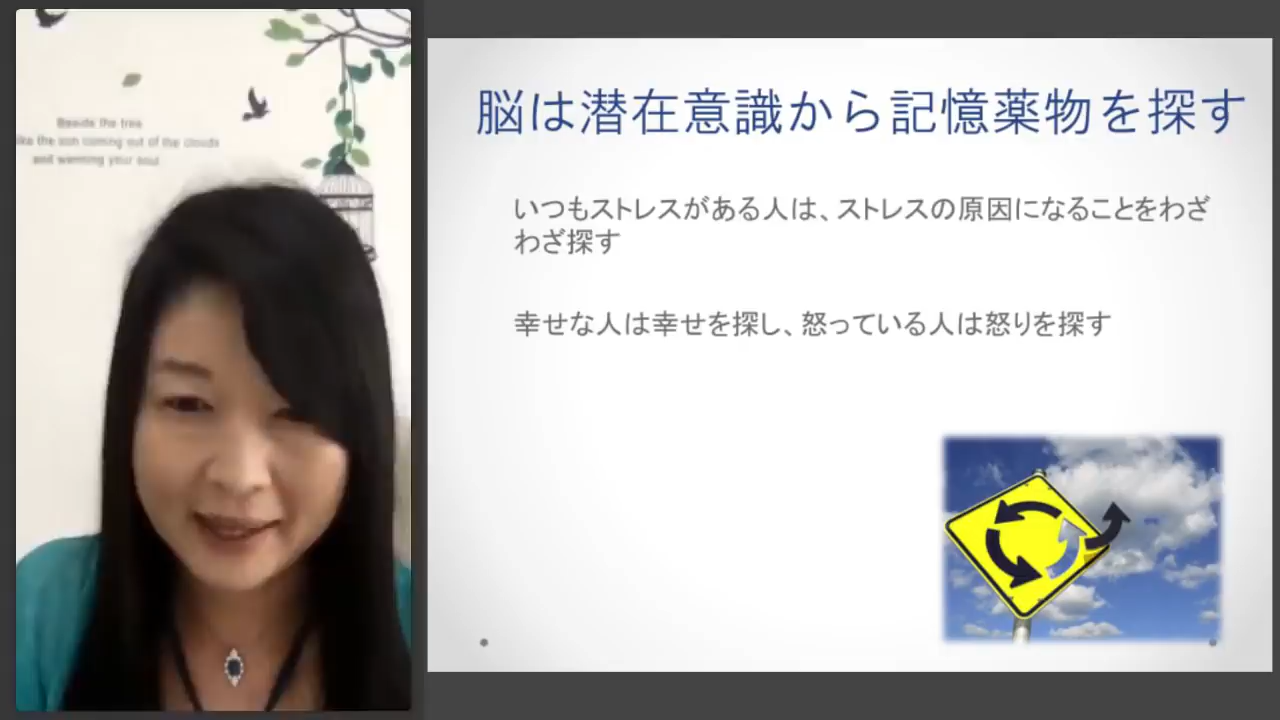 Beside the tree
like the sun coming out of the clouds
and warming your soul
脳は潜在意識から記憶薬物を探す
いつもストレスがある人は、ストレスの原因になることをわざ
わざ探す
幸せな人は幸せを探し、怒っている人は怒りを探す